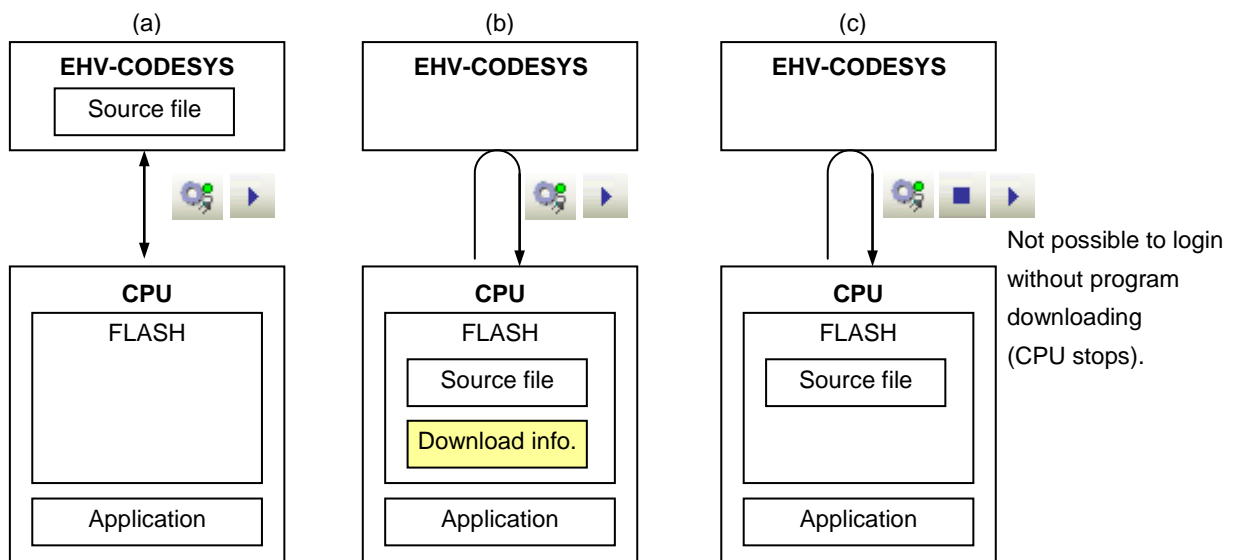 (a)
EHV-CODESYS
Source file
CPU
FLASH
Application
(b)
EHV-CODESYS
CPU
FLASH
Source file
Download info.
Application
(c)
EHV-CODESYS
CPU
FLASH
Source file
Application
Not possible to login
without program
downloading
(CPU stops).